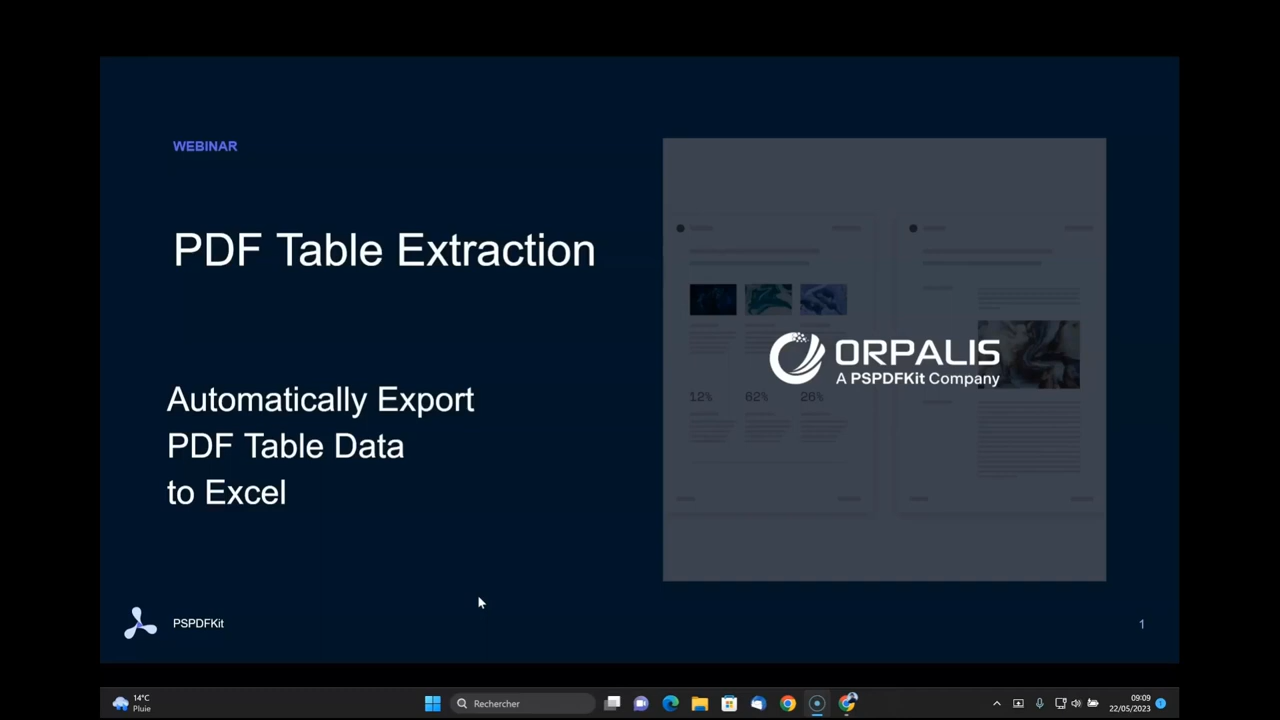 WEBINAR
PDF Table Extraction
Automatically Export
PDF Table Data
to Excel
ORPALIS
A PSPDFKit Company
12%
62%
26%
PSPDFKit
1
14°C
Pluie
Rechercher
09:09
22/05/2023
1